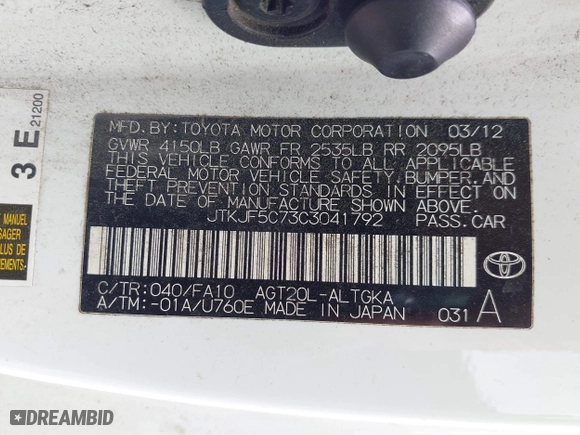 MFD. BY: TOYOTA MOTOR CORPORATION 03/12
GVWR 4150LB GAWR FR 2535LB RR 2095LB
THIS VEHICLE CONFORMS TO ALL APPLICABLE
FEDERAL MOTOR VEHICLE SAFETY, BUMPER, AND
THEFT PREVENTION STANDARDS IN EFFECT ON
THE DATE OF MANUFACTURE SHOWN ABOVE.
JTKJF5C73C3041792 PASS.CAR
C/TR:040/FA10 AGT20L-ALTGKA
A/TM:-01A/U760E MADE IN JAPAN 031 A
3 E
21200
T MANUEL
SAGER
PLUS DE
EMENTS.
DREAMBID